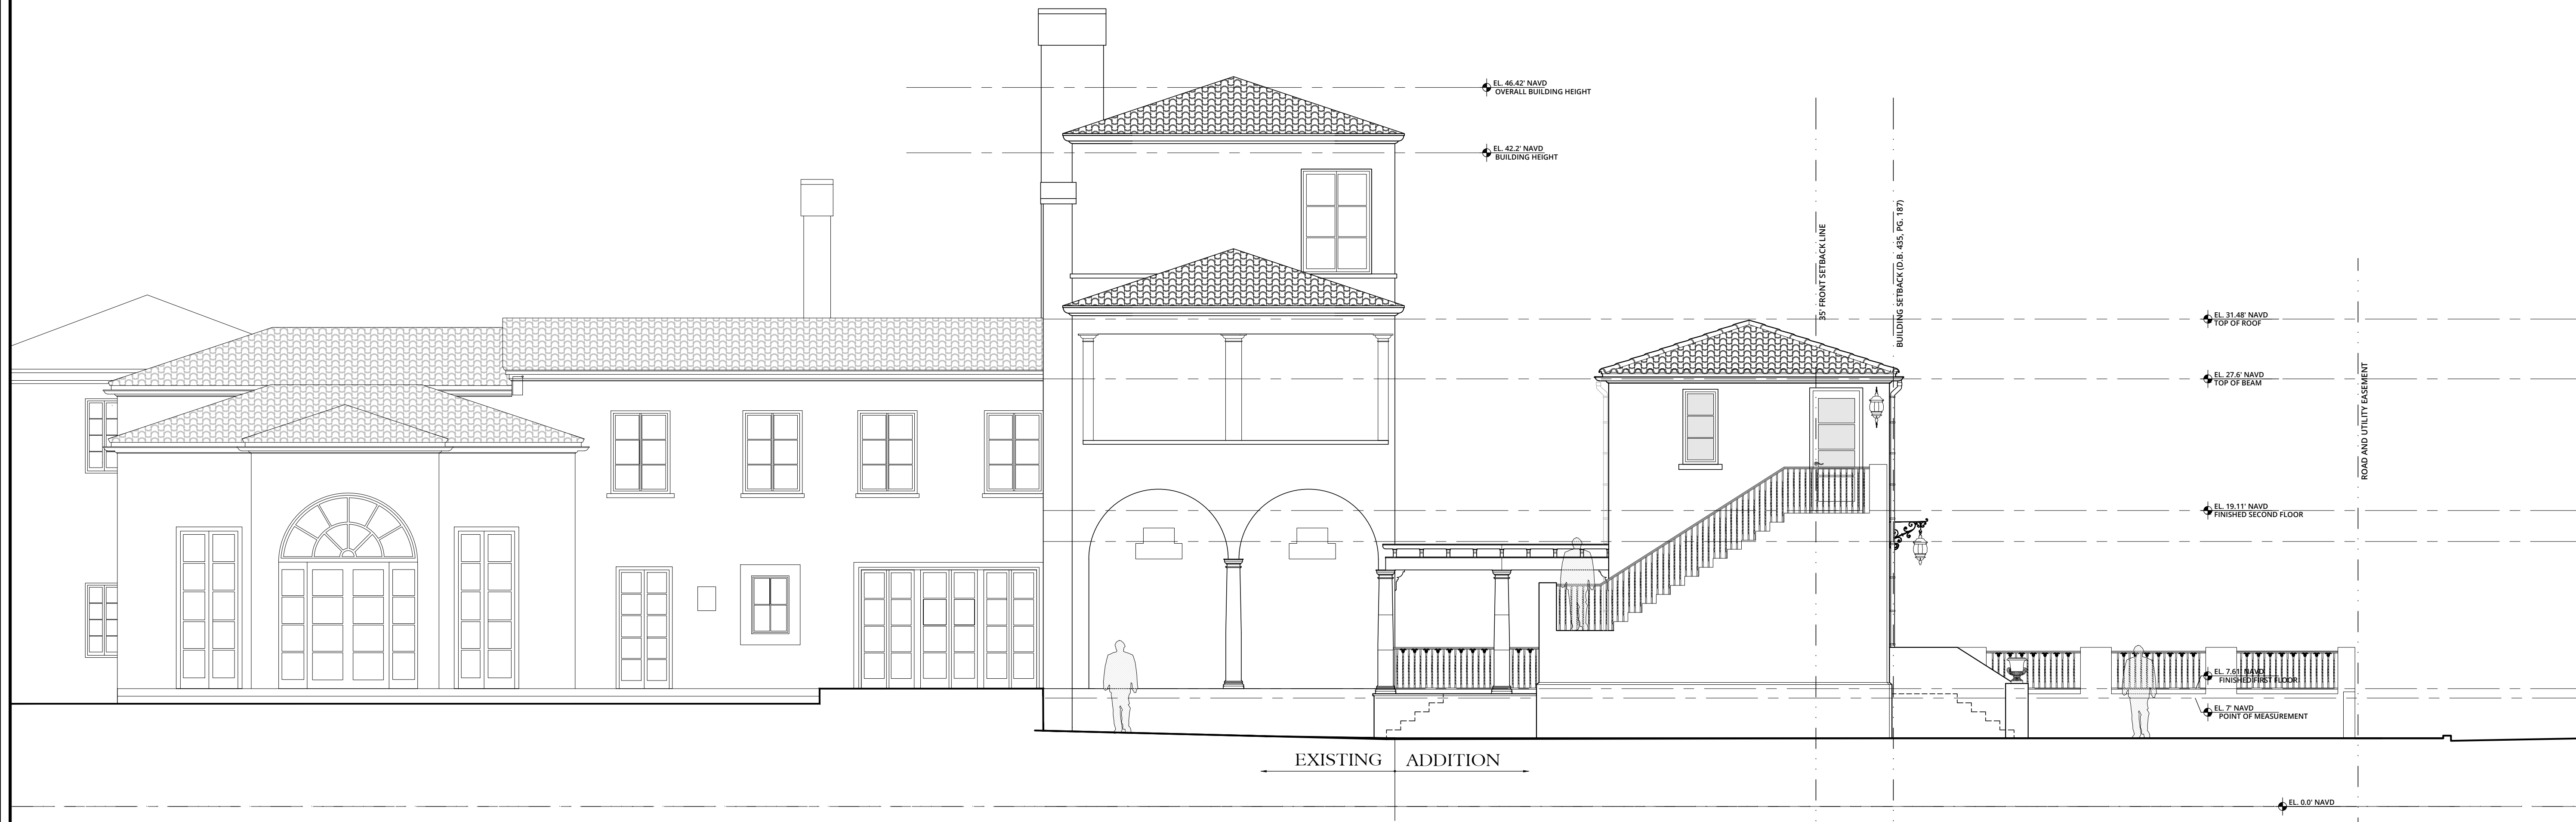 EL. 46.42' NAVD
OVERALL BUILDING HEIGHT
EL. 42.2' NAVD
BUILDING HEIGHT
35' FRONT SETBACK LINE
BUILDING SETBACK (D.B. 435, PG. 187)
ROAD AND UTILITY EASEMENT
EL. 31.48' NAVD
TOP OF ROOF
EL. 27.6' NAVD
TOP OF BEAM
EL. 19.11' NAVD
FINISHED SECOND FLOOR
EL. 7.61' NAVD
FINISHED FIRST FLOOR
EL. 7' NAVD
POINT OF MEASUREMENT
EXISTING
ADDITION
EL. 0.0' NAVD